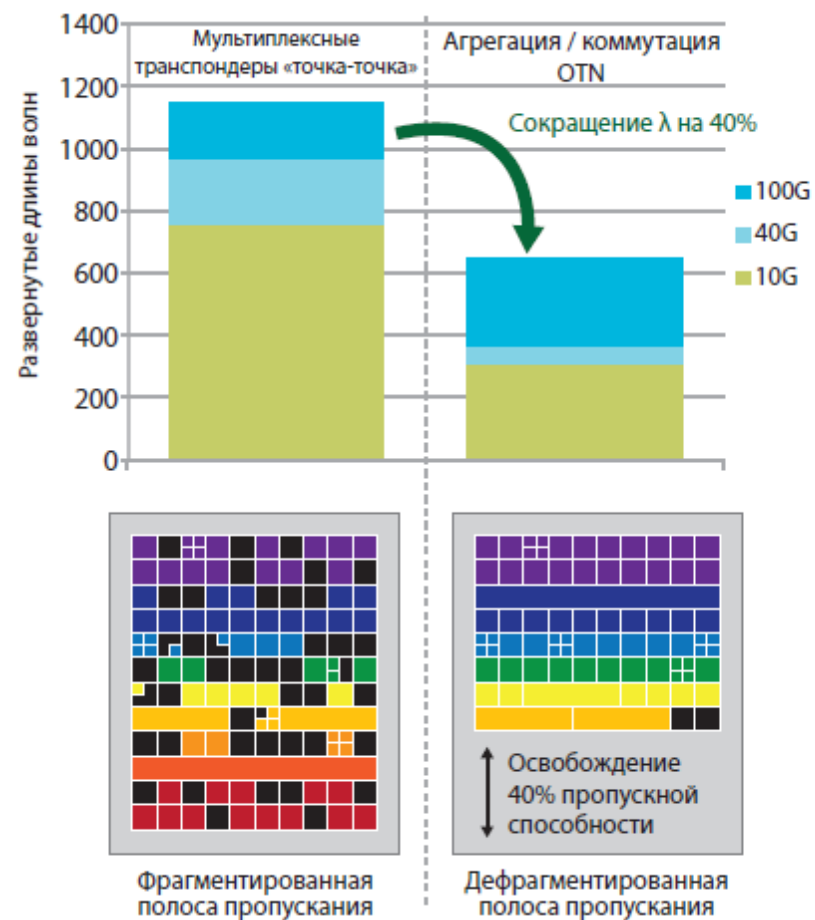 1400
1200
1000
800
600
400
200
0
Развернутые длины волн
Мультиплексные
транспондеры «точка-точка»
Агрегация / коммутация
OTN
Сокращение λ на 40%
100G
40G
10G
Освобождение
40% пропускной
способности
Фрагментированная
полоса пропускания
Дефрагментированная
полоса пропускания